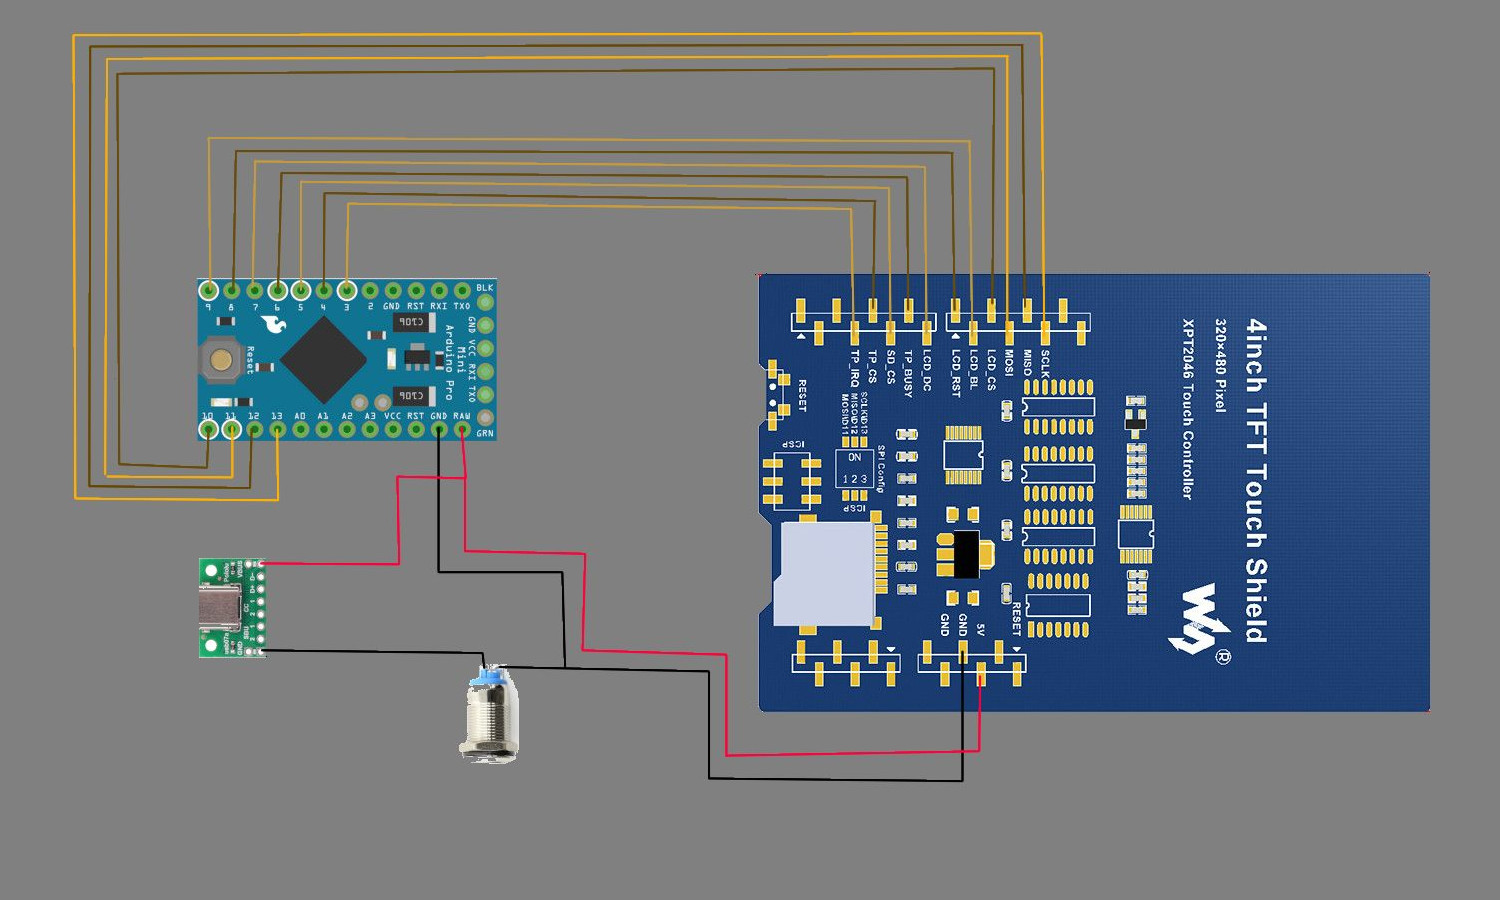 9 8 7 6 5 4 3 2 GND RST RXI TXO
BLK
GND VCC RXI TXO
GRN
Arduino Pro
Mini
Reset
10 11 12 13 A0 A1 A2 A3 VCC RST GND RAW
TP_IRQ
TP_CS
SD_CS
TP_BUSY
LCD_DC
LCD_RST
LCD_BL
LCD_CS
MOSI
MISO
SCLK
RESET
SCLK\D13
MISO\D12
MOSI\D11
ON
1 2 3
SPI Config
ICSP
ICSP
4inch TFT Touch Shield
320×480 Pixel
XPT2046 Touch Controller
GND
GND
5V
RESET
®